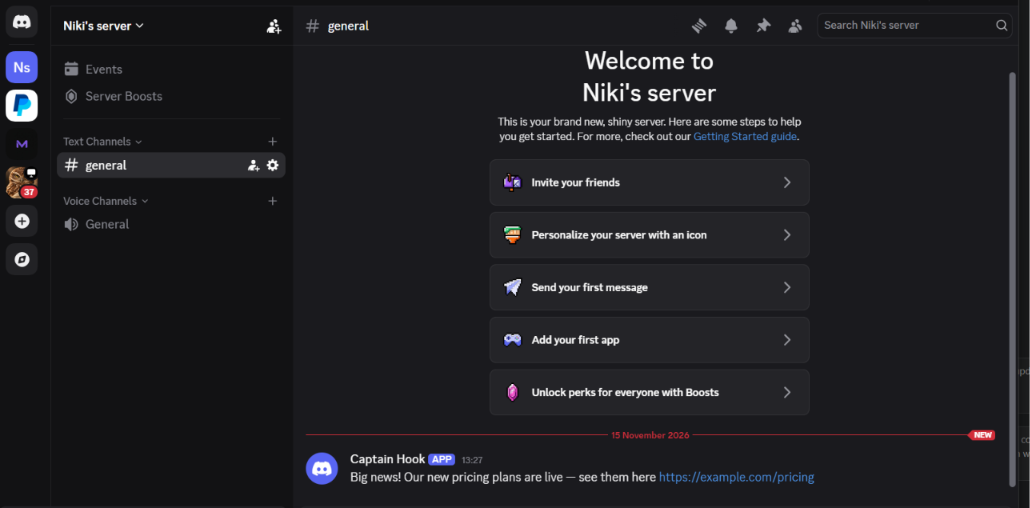 Niki's server
general
Search Niki's server
Ns
Events
Server Boosts
Text Channels
general
Voice Channels
General
37
Welcome to
Niki's server
This is your brand new, shiny server. Here are some steps to help
you get started. For more, check out our Getting Started guide.
Invite your friends
Personalize your server with an icon
Send your first message
Add your first app
Unlock perks for everyone with Boosts
15 November 2026 NEW
Captain Hook APP 13:27
Big news! Our new pricing plans are live — see them here https://example.com/pricing